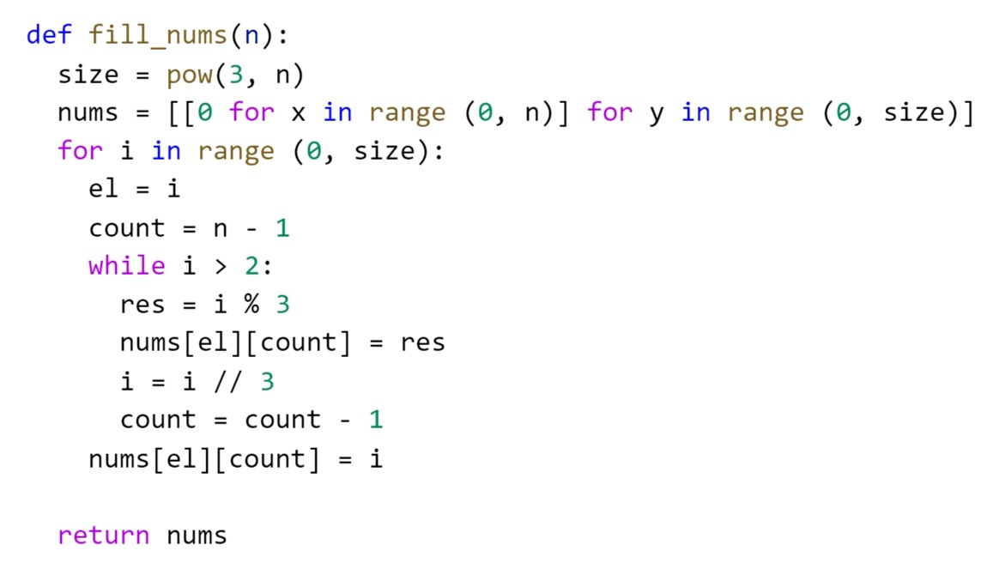 def fill_nums(n):
  size = pow(3, n)
  nums = [[0 for x in range (0, n)] for y in range (0, size)]
  for i in range (0, size):
    el = i
    count = n - 1
    while i > 2:
      res = i % 3
      nums[el][count] = res
      i = i // 3
      count = count - 1
    nums[el][count] = i

  return nums